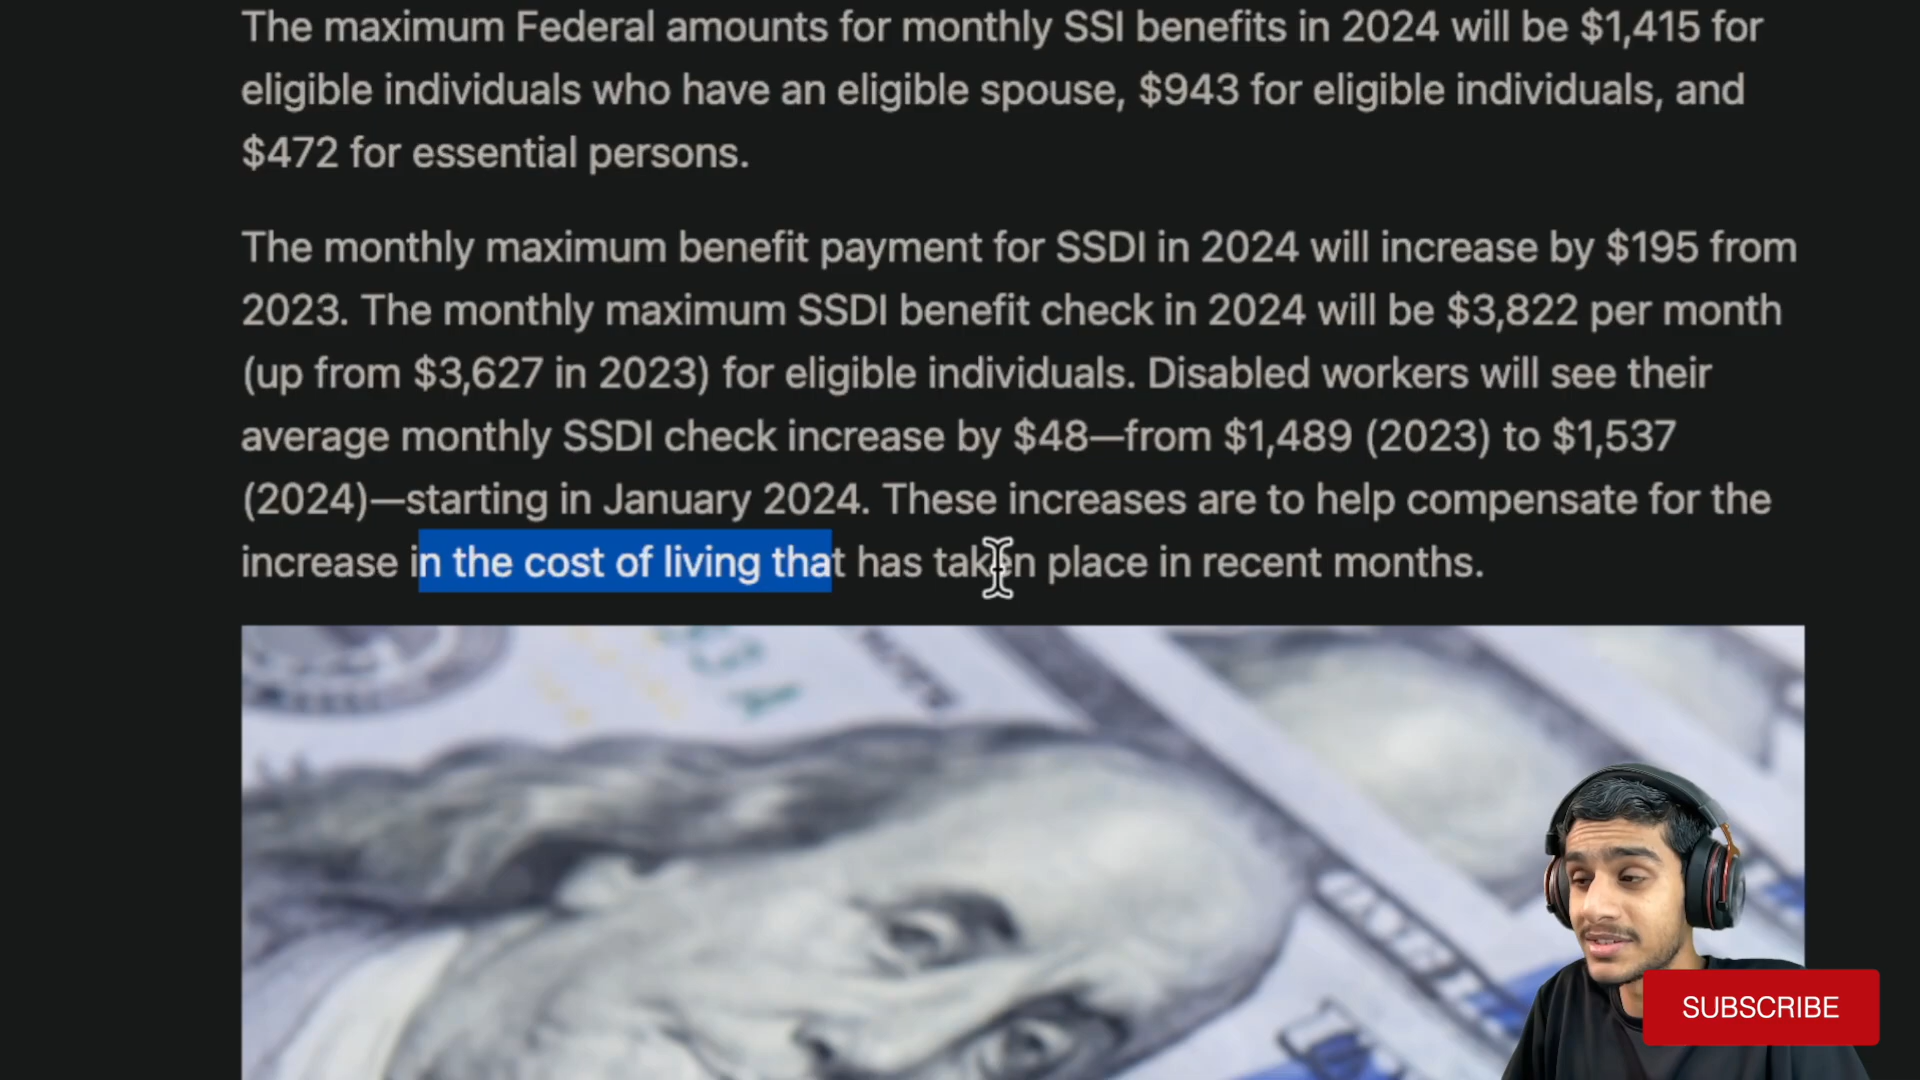 The maximum Federal amounts for monthly SSI benefits in 2024 will be $1,415 for
eligible individuals who have an eligible spouse, $943 for eligible individuals, and
$472 for essential persons.
The monthly maximum benefit payment for SSDI in 2024 will increase by $195 from
2023. The monthly maximum SSDI benefit check in 2024 will be $3,822 per month
(up from $3,627 in 2023) for eligible individuals. Disabled workers will see their
average monthly SSDI check increase by $48—from $1,489 (2023) to $1,537
(2024)—starting in January 2024. These increases are to help compensate for the
increase in the cost of living that has taken place in recent months.
SUBSCRIBE